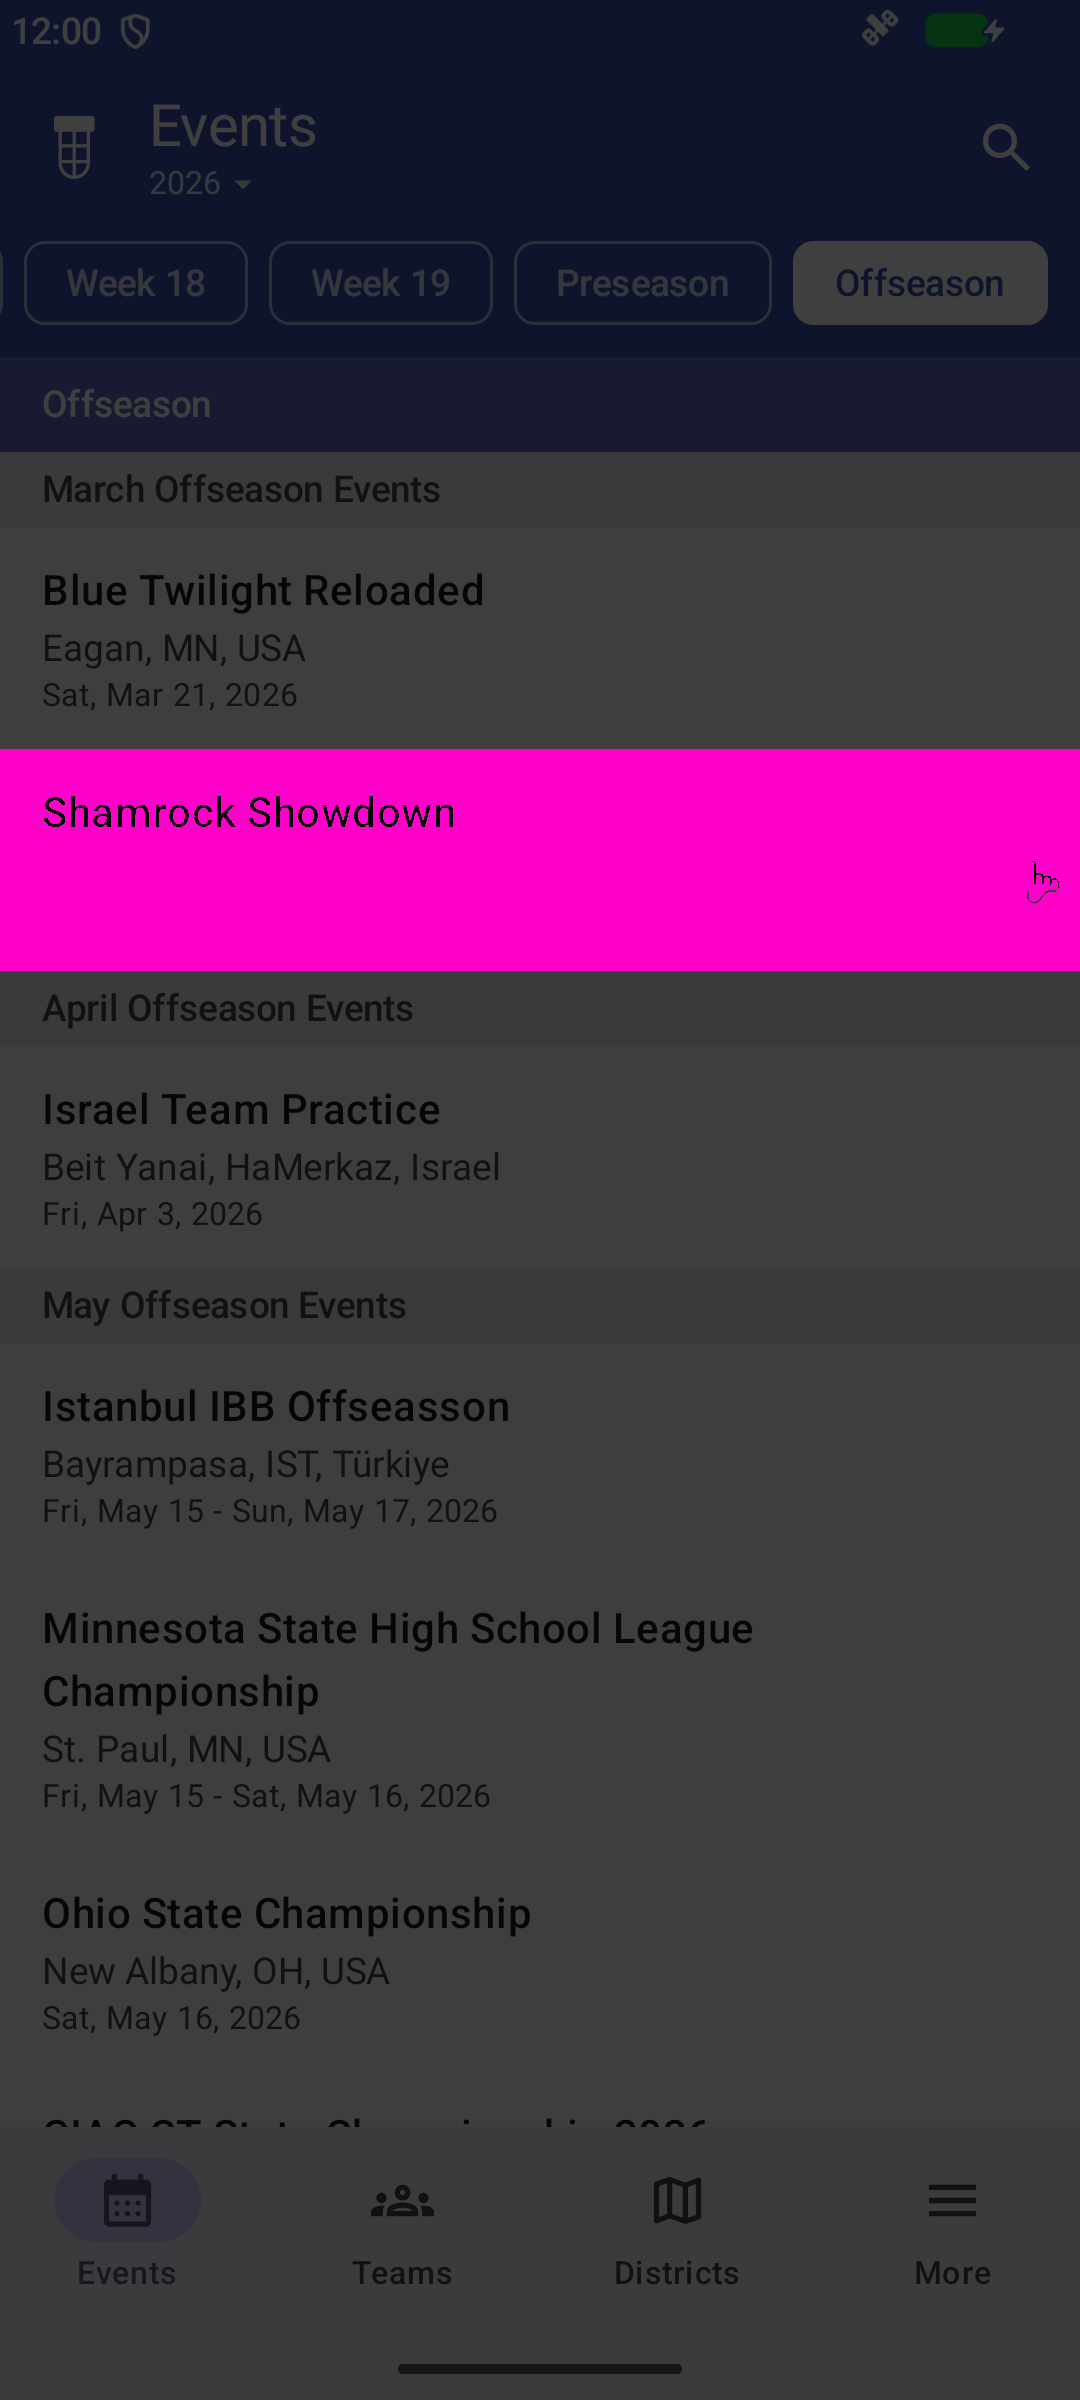 12:00
Events
2026
Week 18
Week 19
Preseason
Offseason
Offseason
March Offseason Events
Blue Twilight Reloaded
Eagan, MN, USA
Sat, Mar 21, 2026
Shamrock Showdown
April Offseason Events
Israel Team Practice
Beit Yanai, HaMerkaz, Israel
Fri, Apr 3, 2026
May Offseason Events
Istanbul IBB Offseasson
Bayrampasa, IST, Türkiye
Fri, May 15 - Sun, May 17, 2026
Minnesota State High School League
Championship
St. Paul, MN, USA
Fri, May 15 - Sat, May 16, 2026
Ohio State Championship
New Albany, OH, USA
Sat, May 16, 2026
Events
Teams
Districts
More